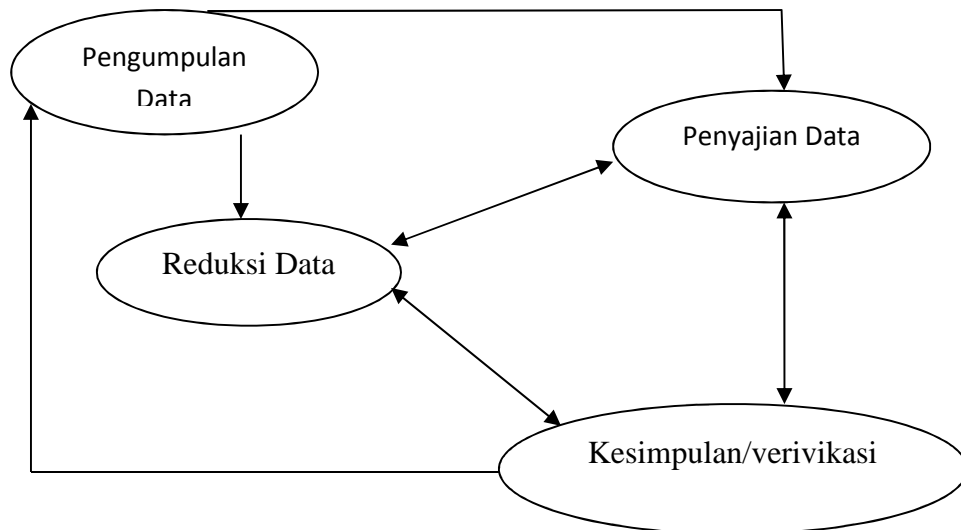 Pengumpulan
Data
Penyajian Data
Reduksi Data
Kesimpulan/verivikasi